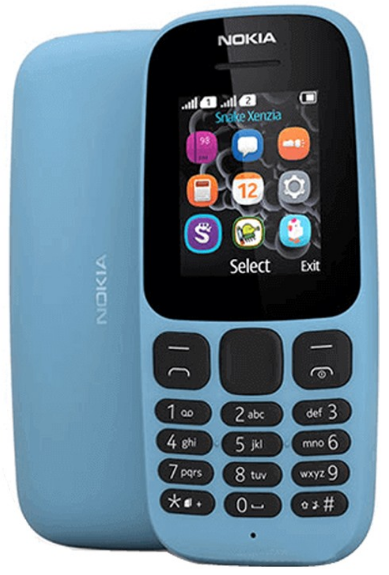 NOKIA
1 2
Snake Xenzia
98
12
S
Select Exit
NOKIA
1 2 abc def 3
4 ghi 5 jkl mno 6
7 pqrs 8 tuv wxyz 9
* + 0 #